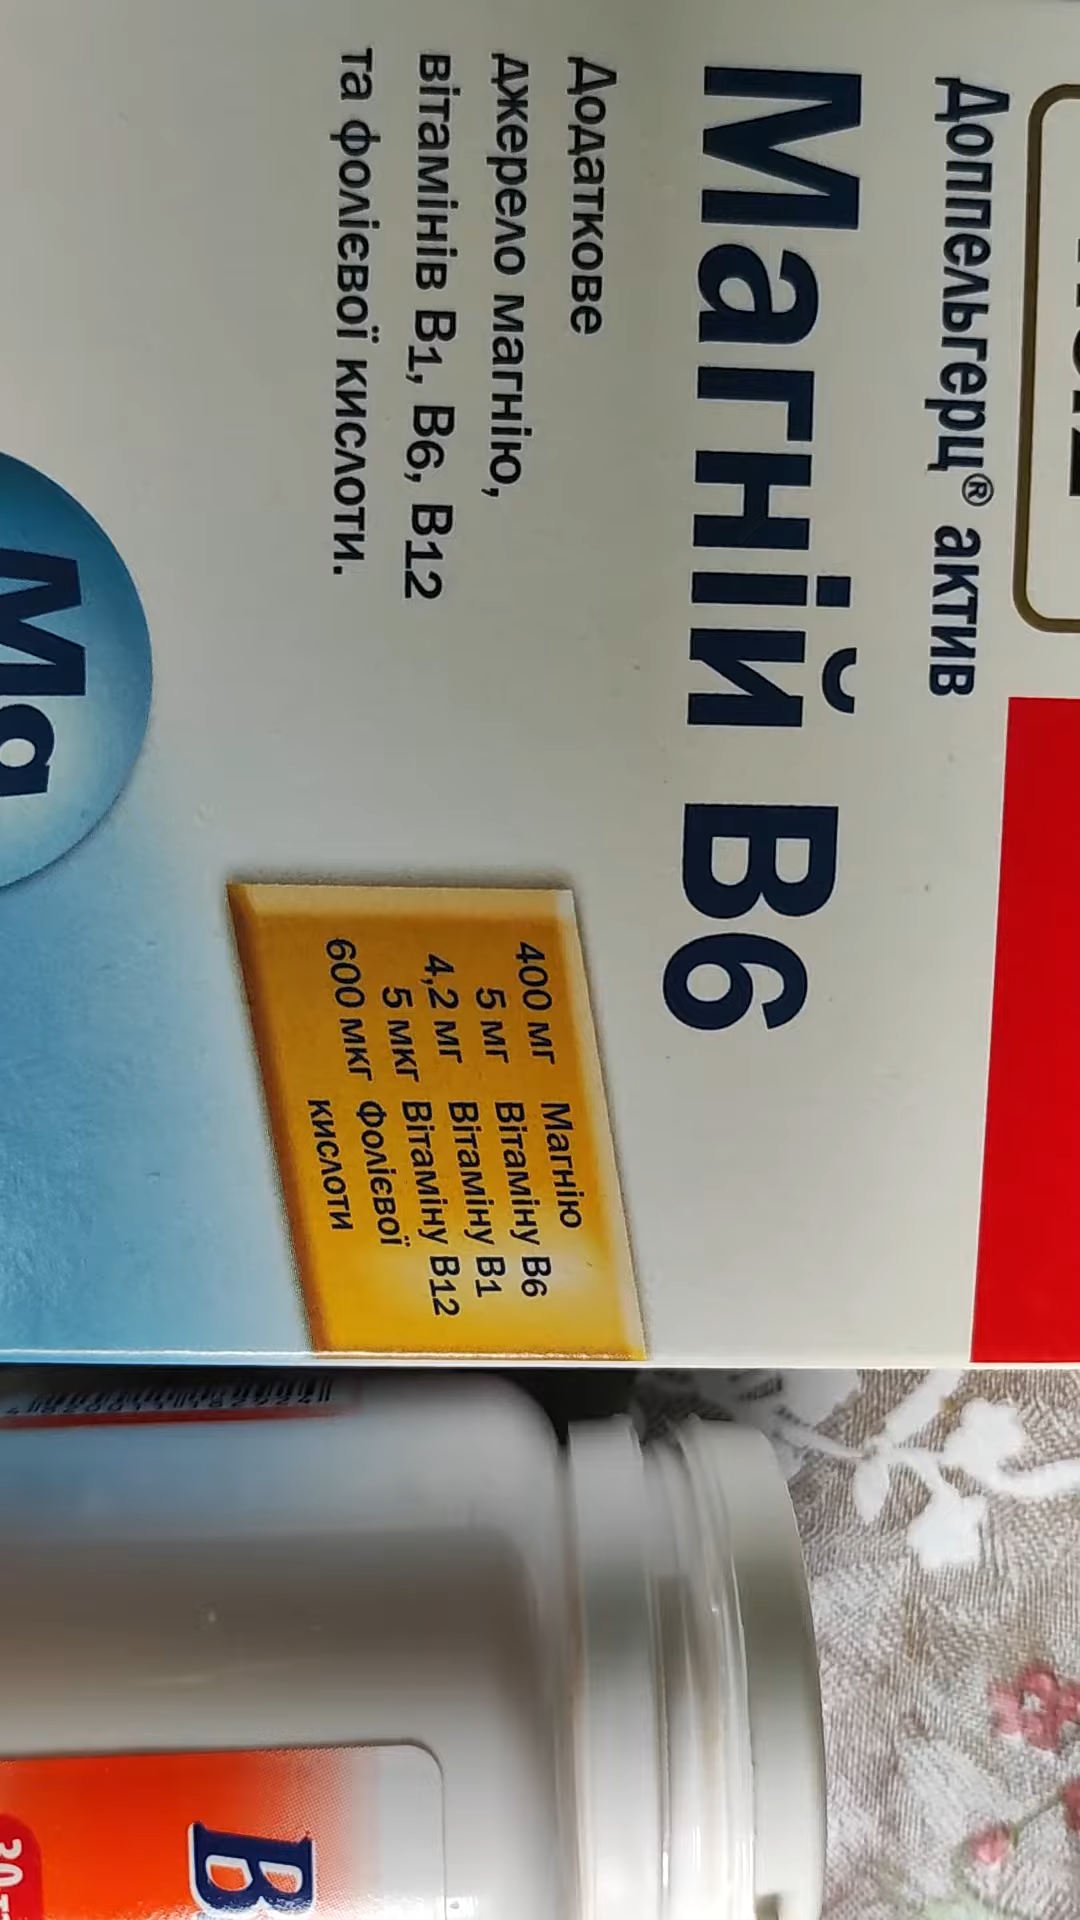 Доппельгерц® актив
Магній В6
Додаткове
джерело магнію,
вітамінів В1, В6, В12
та фолієвої кислоти.
400 мг Магнію
5 мг Вітаміну В6
4,2 мг Вітаміну В1
5 мкг Вітаміну В12
600 мкг Фолієвої
кислоти
Mg
B